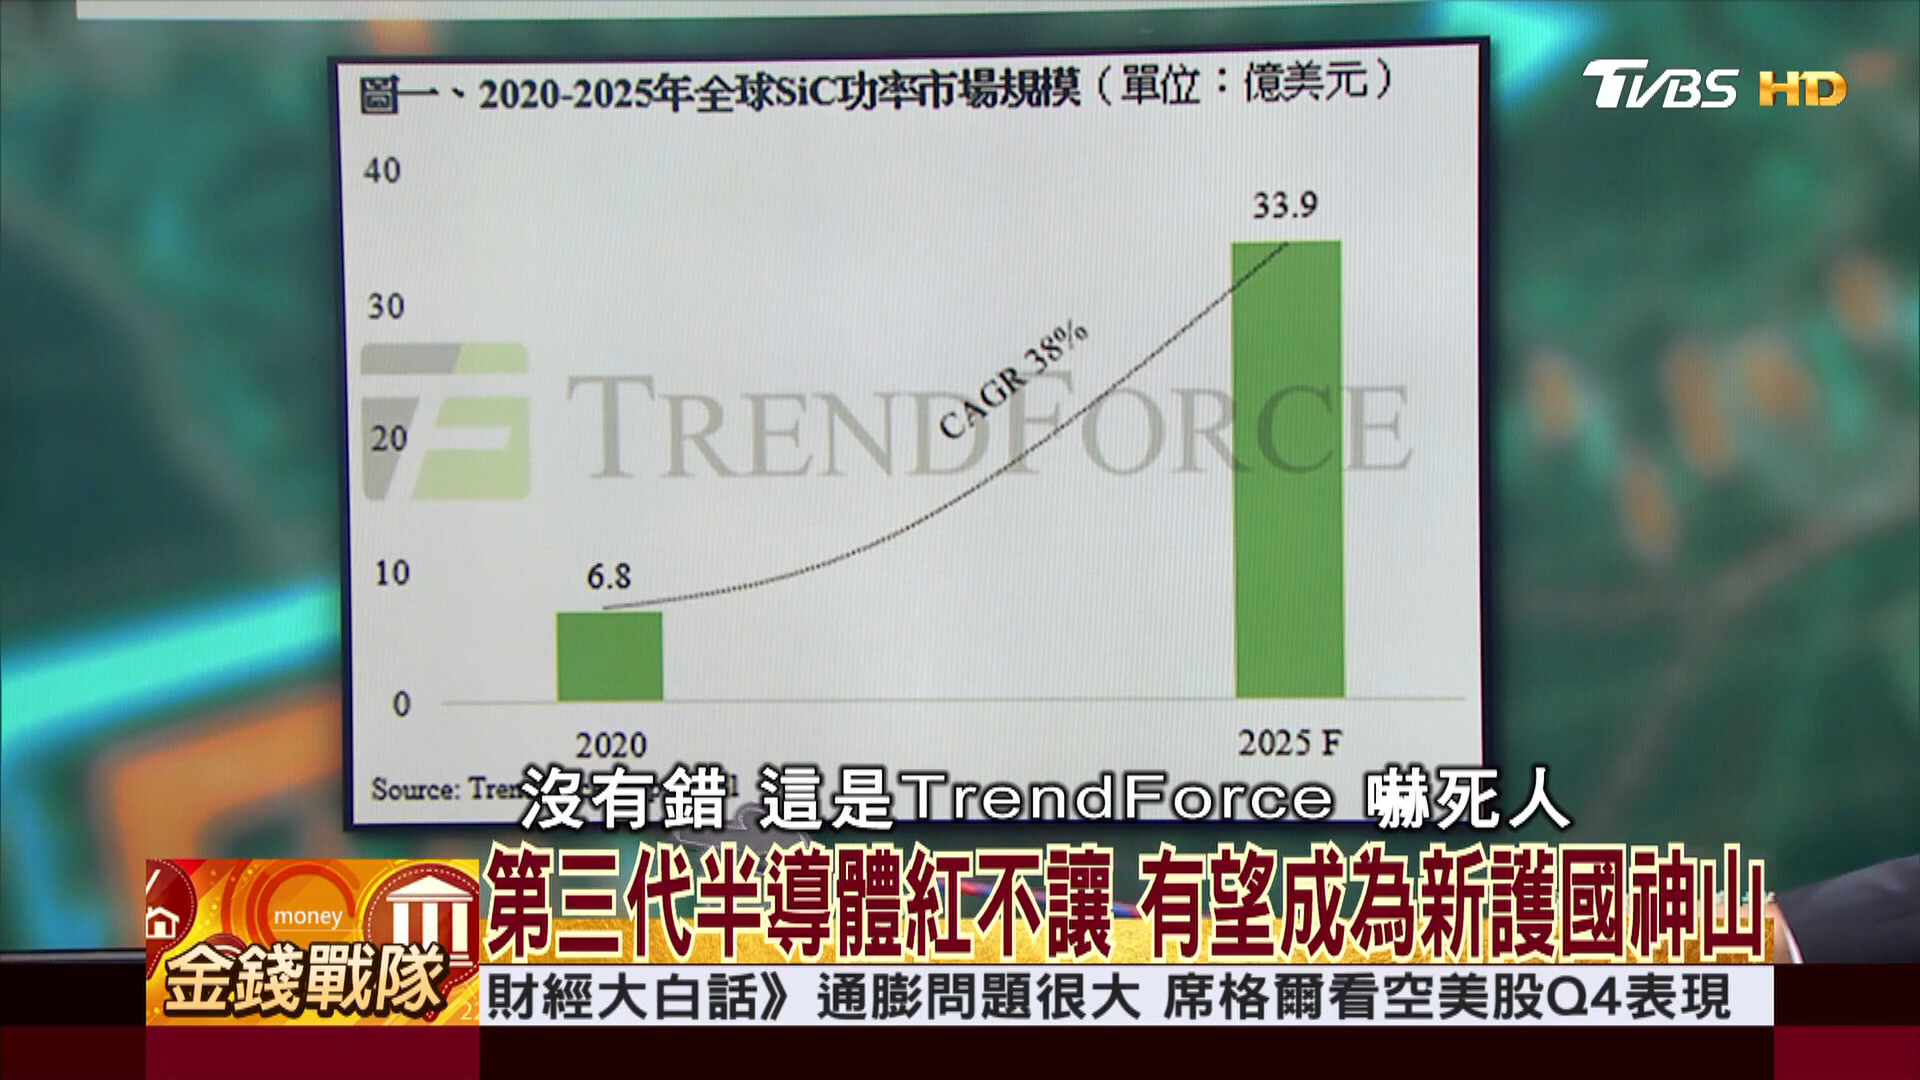 圖一、2020-2025年全球SiC功率市場規模（單位：億美元）
TVBS HD
40
33.9
30
CAGR 38%
TRENDFORCE
20
10
6.8
0
2020
2025 F
Source: Tren
沒有錯 這是TrendForce 嚇死人
第三代半導體紅不讓 有望成為新護國神山
money
金錢戰隊
財經大白話》通膨問題很大 席格爾看空美股Q4表現